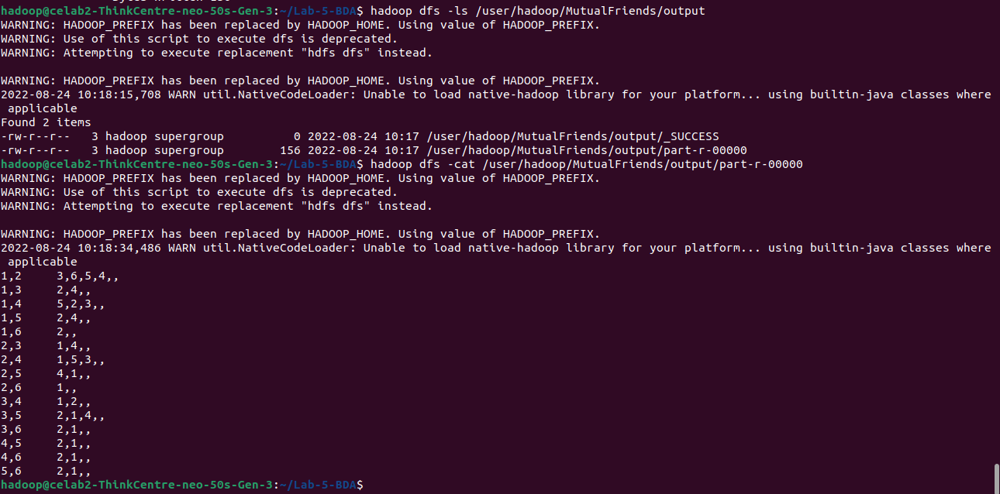 hadoop@celab2-ThinkCentre-neo-50s-Gen-3:~/Lab-5-BDA$ hadoop dfs -ls /user/hadoop/MutualFriends/output
WARNING: HADOOP_PREFIX has been replaced by HADOOP_HOME. Using value of HADOOP_PREFIX.
WARNING: Use of this script to execute dfs is deprecated.
WARNING: Attempting to execute replacement "hdfs dfs" instead.

WARNING: HADOOP_PREFIX has been replaced by HADOOP_HOME. Using value of HADOOP_PREFIX.
2022-08-24 10:18:15,708 WARN util.NativeCodeLoader: Unable to load native-hadoop library for your platform... using builtin-java classes where
 applicable
Found 2 items
-rw-r--r--   3 hadoop supergroup          0 2022-08-24 10:17 /user/hadoop/MutualFriends/output/_SUCCESS
-rw-r--r--   3 hadoop supergroup        156 2022-08-24 10:17 /user/hadoop/MutualFriends/output/part-r-00000
hadoop@celab2-ThinkCentre-neo-50s-Gen-3:~/Lab-5-BDA$ hadoop dfs -cat /user/hadoop/MutualFriends/output/part-r-00000
WARNING: HADOOP_PREFIX has been replaced by HADOOP_HOME. Using value of HADOOP_PREFIX.
WARNING: Use of this script to execute dfs is deprecated.
WARNING: Attempting to execute replacement "hdfs dfs" instead.

WARNING: HADOOP_PREFIX has been replaced by HADOOP_HOME. Using value of HADOOP_PREFIX.
2022-08-24 10:18:34,486 WARN util.NativeCodeLoader: Unable to load native-hadoop library for your platform... using builtin-java classes where
 applicable
1,2     3,6,5,4,,
1,3     2,4,,
1,4     5,2,3,,
1,5     2,4,,
1,6     2,,
2,3     1,4,,
2,4     1,5,3,,
2,5     4,1,,
2,6     1,,
3,4     1,2,,
3,5     2,1,4,,
3,6     2,1,,
4,5     2,1,,
4,6     2,1,,
5,6     2,1,,
hadoop@celab2-ThinkCentre-neo-50s-Gen-3:~/Lab-5-BDA$